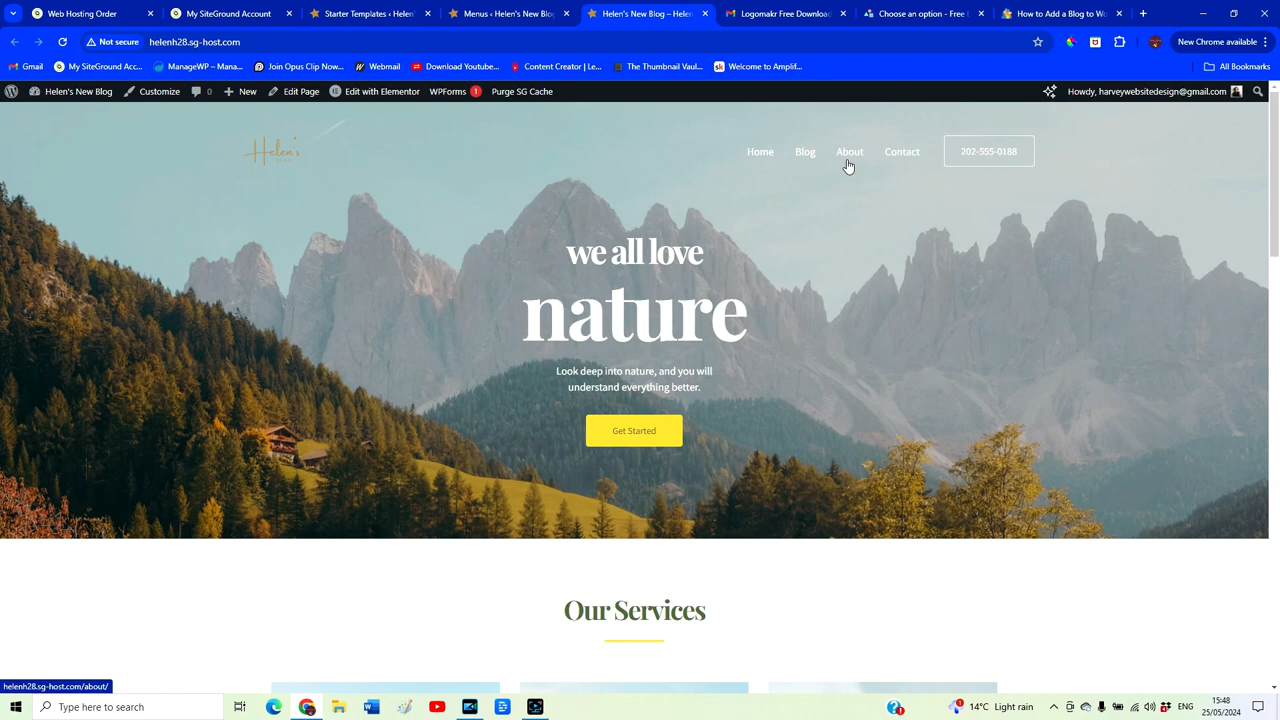 Web Hosting Order
My SiteGround Account
Starter Templates ‹ Helen'
Menus ‹ Helen's New Blog
Helen's New Blog – Helen
Logomakr Free Download
Choose an option - Free L
How to Add a Blog to Wo
Not secure
helenh28.sg-host.com
New Chrome available
Gmail
My SiteGround Acc...
ManageWP – Mana...
Join Opus Clip Now...
Webmail
Download Youtube...
Content Creator | Le...
The Thumbnail Vaul...
Welcome to Amplif...
All Bookmarks
Helen's New Blog
Customize
0
New
Edit Page
Edit with Elementor
WPForms 1
Purge SG Cache
Howdy, harveywebsitedesign@gmail.com
Helen's
Home
Blog
About
Contact
202-555-0188
we all love
nature
Look deep into nature, and you will
understand everything better.
Get Started
Our Services
helenh28.sg-host.com/about/
Type here to search
14°C Light rain
ENG
15:48
25/05/2024